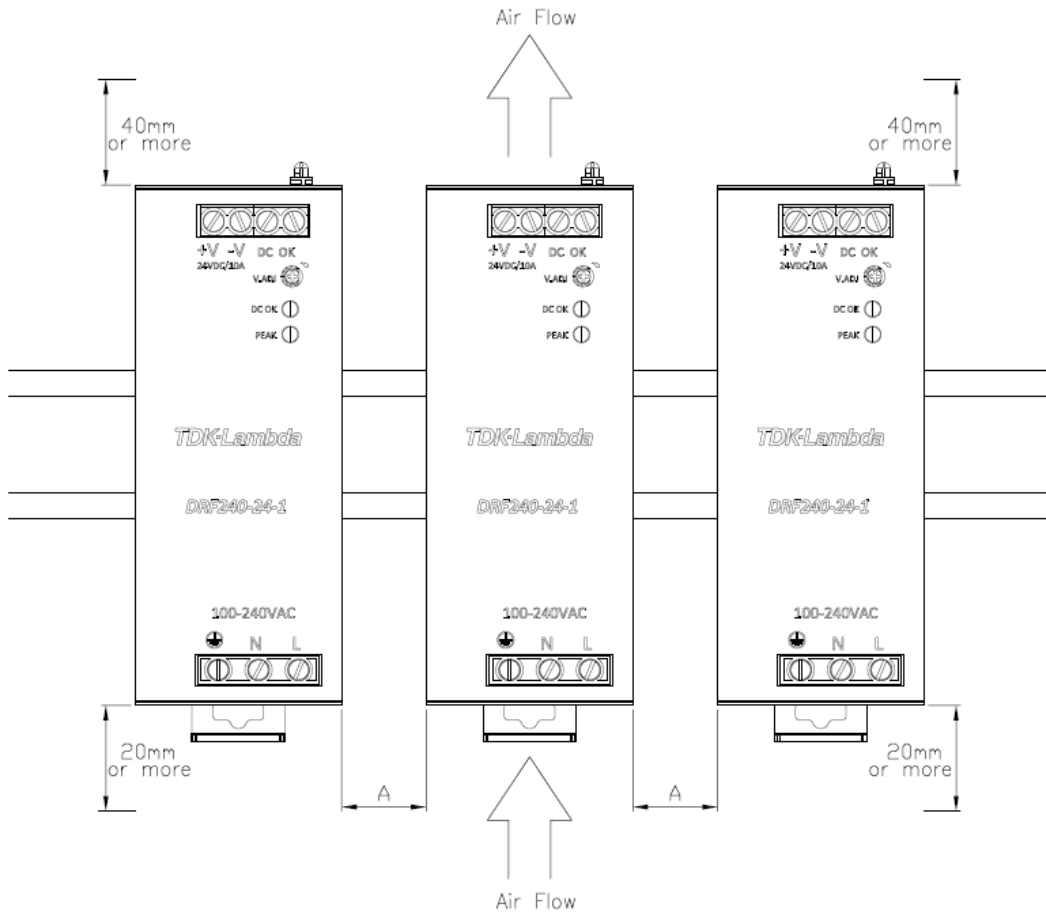 Air Flow
40mm
or more
40mm
or more
+V -V DC OK
24VDC/10A
V.ADJ
DC OK
PEAK
TDK-Lambda
DRF240-24-1
100-240VAC
N L
+V -V DC OK
24VDC/10A
V.ADJ
DC OK
PEAK
TDK-Lambda
DRF240-24-1
100-240VAC
N L
+V -V DC OK
24VDC/10A
V.ADJ
DC OK
PEAK
TDK-Lambda
DRF240-24-1
100-240VAC
N L
20mm
or more
A
A
20mm
or more
Air Flow